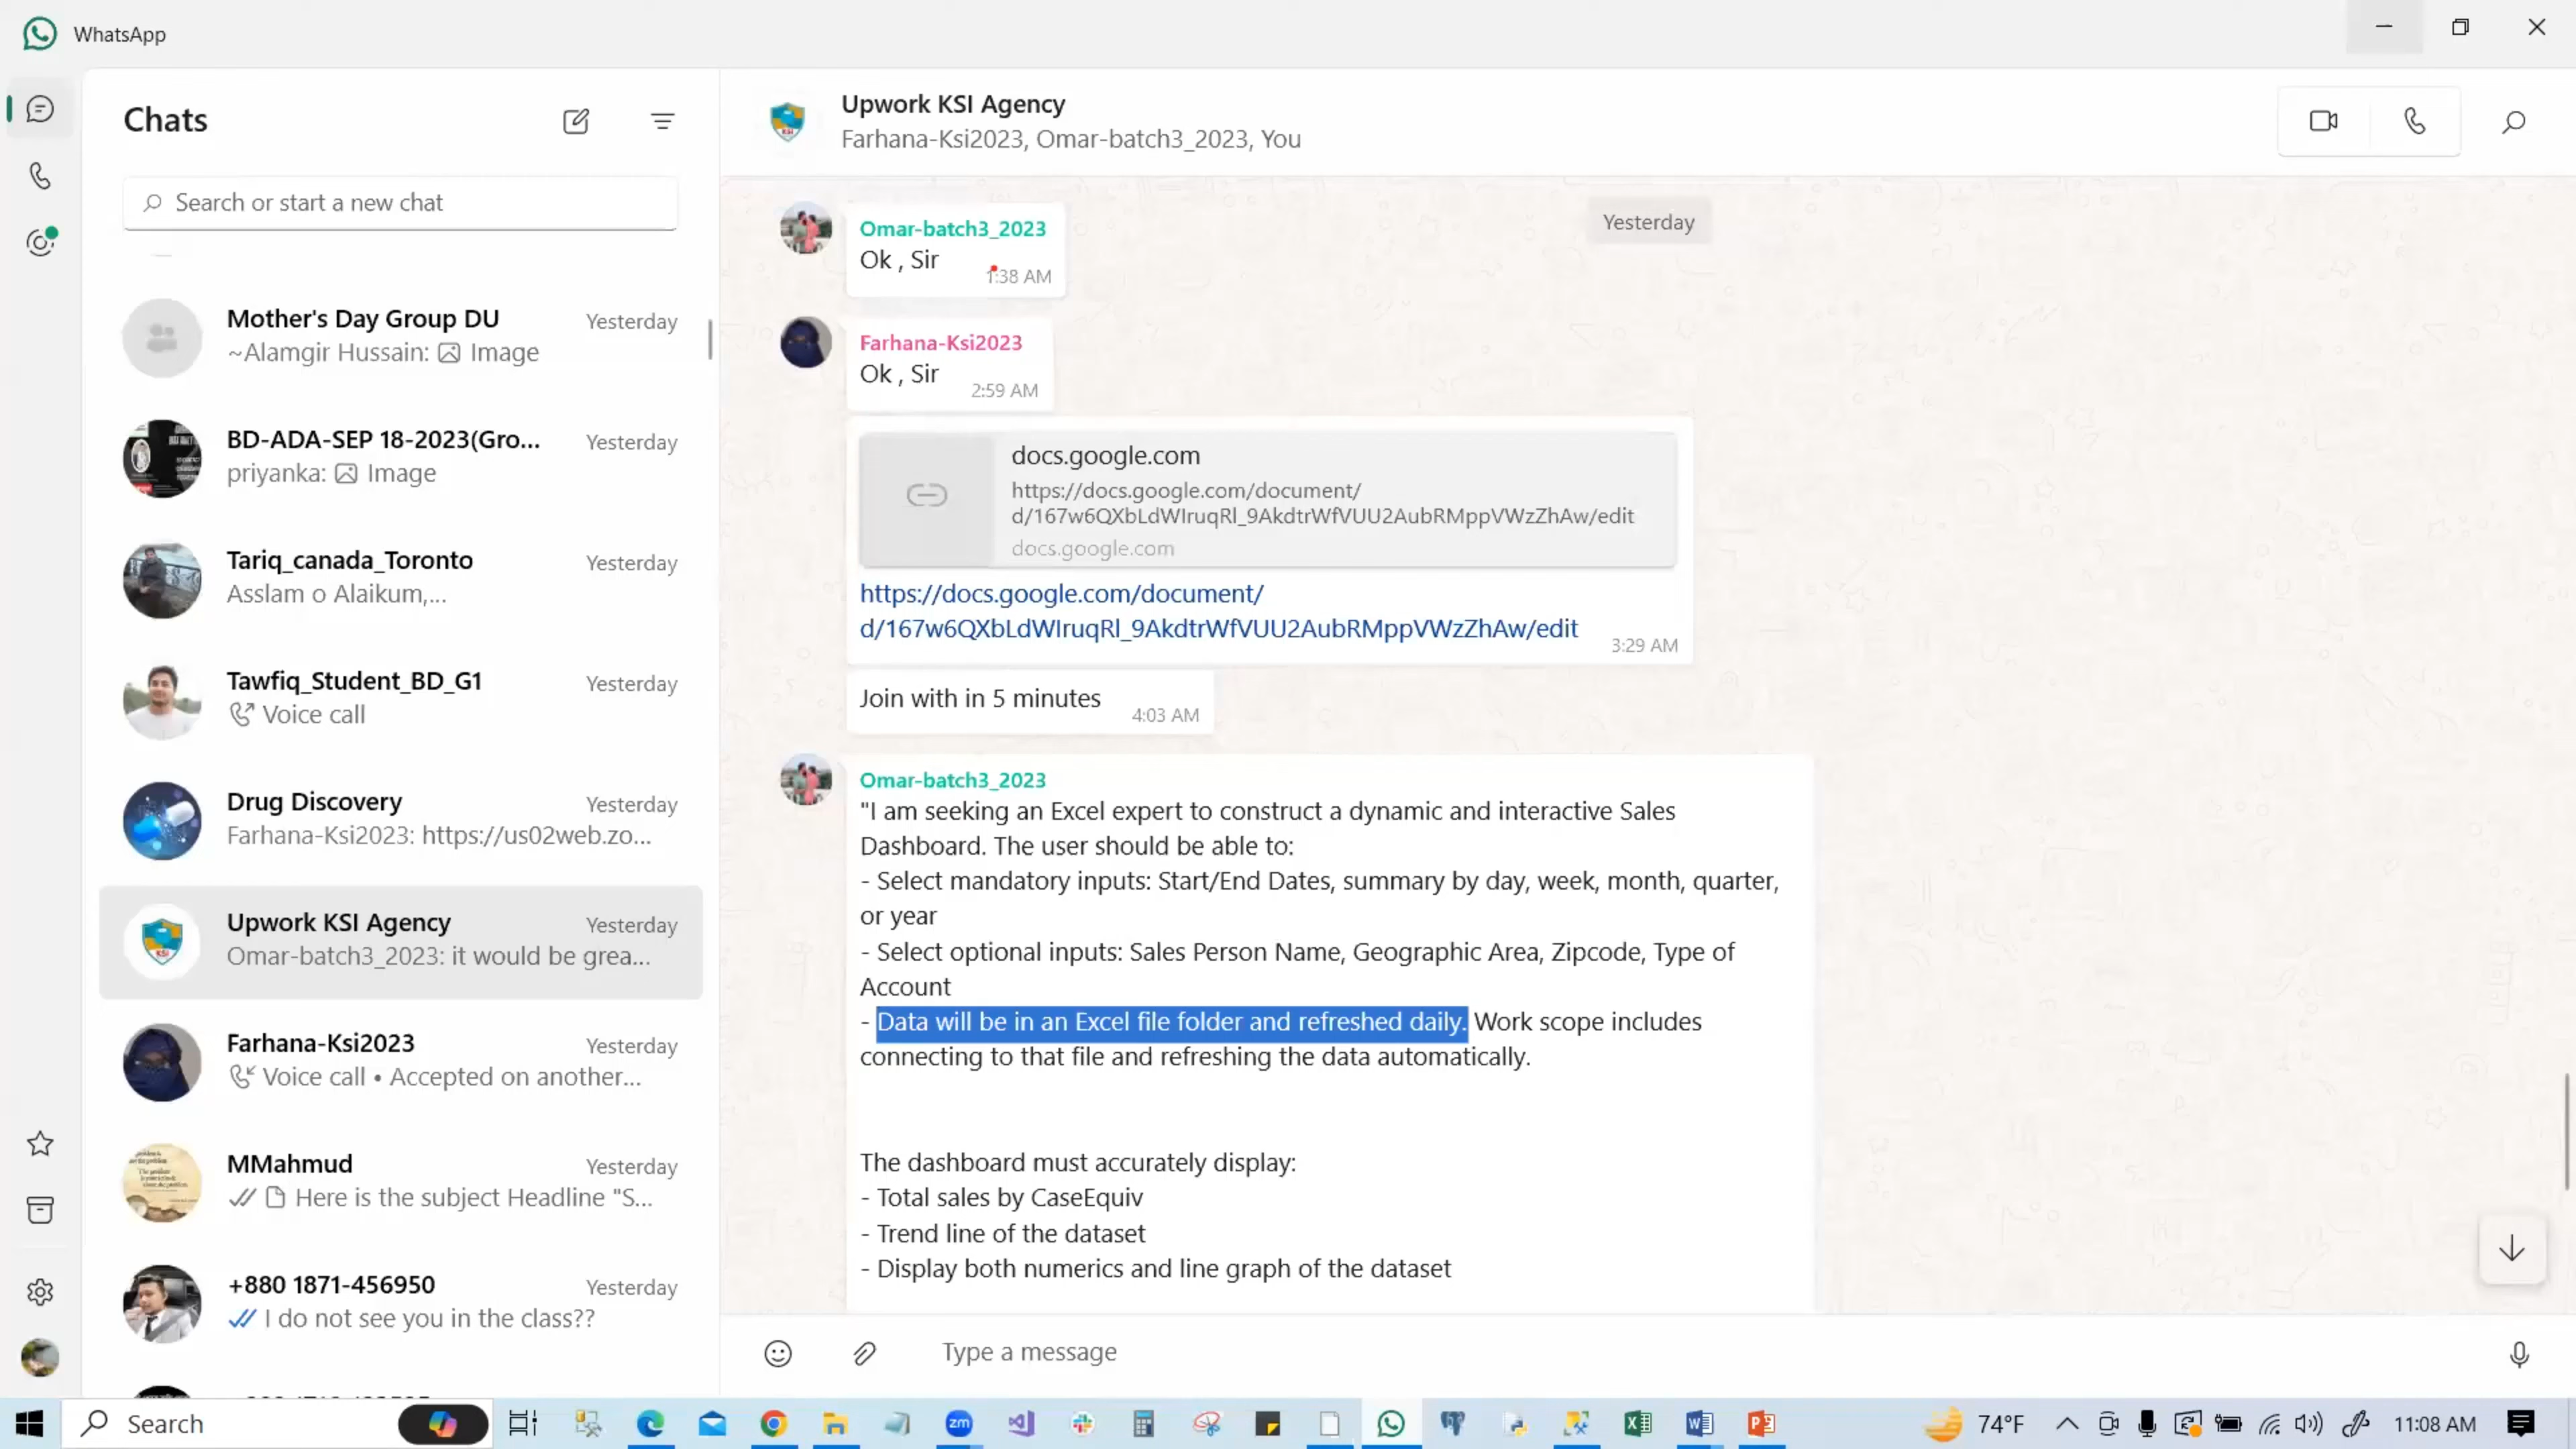 WhatsApp
Chats
Search or start a new chat
Mother's Day Group DU Yesterday
~Alamgir Hussain: Image
BD-ADA-SEP 18-2023(Gro... Yesterday
priyanka: Image
Tariq_canada_Toronto Yesterday
Asslam o Alaikum,...
Tawfiq_Student_BD_G1 Yesterday
Voice call
Drug Discovery Yesterday
Farhana-Ksi2023: https://us02web.zo...
Upwork KSI Agency Yesterday
Omar-batch3_2023: it would be grea...
Farhana-Ksi2023 Yesterday
Voice call • Accepted on another...
MMahmud Yesterday
Here is the subject Headline "S...
+880 1871-456950 Yesterday
I do not see you in the class??
Upwork KSI Agency
Farhana-Ksi2023, Omar-batch3_2023, You
Yesterday
Omar-batch3_2023
Ok , Sir
1:38 AM
Farhana-Ksi2023
Ok , Sir
2:59 AM
docs.google.com
https://docs.google.com/document/
d/167w6QXbLdWIruqRl_9AkdtrWfVUU2AubRMppVWzZhAw/edit
docs.google.com
https://docs.google.com/document/
d/167w6QXbLdWIruqRl_9AkdtrWfVUU2AubRMppVWzZhAw/edit
3:29 AM
Join with in 5 minutes
4:03 AM
Omar-batch3_2023
"I am seeking an Excel expert to construct a dynamic and interactive Sales
Dashboard. The user should be able to:
- Select mandatory inputs: Start/End Dates, summary by day, week, month, quarter,
or year
- Select optional inputs: Sales Person Name, Geographic Area, Zipcode, Type of
Account
- Data will be in an Excel file folder and refreshed daily. Work scope includes
connecting to that file and refreshing the data automatically.
The dashboard must accurately display:
- Total sales by CaseEquiv
- Trend line of the dataset
- Display both numerics and line graph of the dataset
Type a message
Search
zm
74°F
11:08 AM